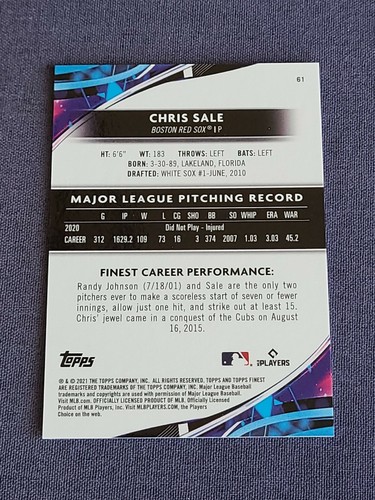 61
CHRIS SALE
BOSTON RED SOX® I P
HT: 6'6" WT: 183 THROWS: LEFT BATS: LEFT
BORN: 3-30-89, LAKELAND, FLORIDA
DRAFTED: WHITE SOX #1-JUNE, 2010
MAJOR LEAGUE PITCHING RECORD
G IP W L CG SHO BB SO WHIP ERA WAR
2020 Did Not Play - Injured
CAREER 312 1629.2 109 73 16 3 374 2007 1.03 3.03 45.2
FINEST CAREER PERFORMANCE:
Randy Johnson (7/18/01) and Sale are the only two
pitchers ever to make a scoreless start of seven or fewer
innings, allow just one hit, and strike out at least 15.
Chris' jewel came in a conquest of the Cubs on August
16, 2015.
Topps
MLB PLAYERS
® & © 2021 THE TOPPS COMPANY, INC. ALL RIGHTS RESERVED. TOPPS AND TOPPS FINEST
ARE REGISTERED TRADEMARKS OF THE TOPPS COMPANY, INC. Major League Baseball
trademarks and copyrights are used with permission of Major League Baseball.
Visit MLB.com. OFFICIALLY LICENSED PRODUCT OF MLB Players, Inc. Officially Licensed
Product of MLB Players, Inc. Visit MLBPLAYERS.com, the Players
Choice on the web.